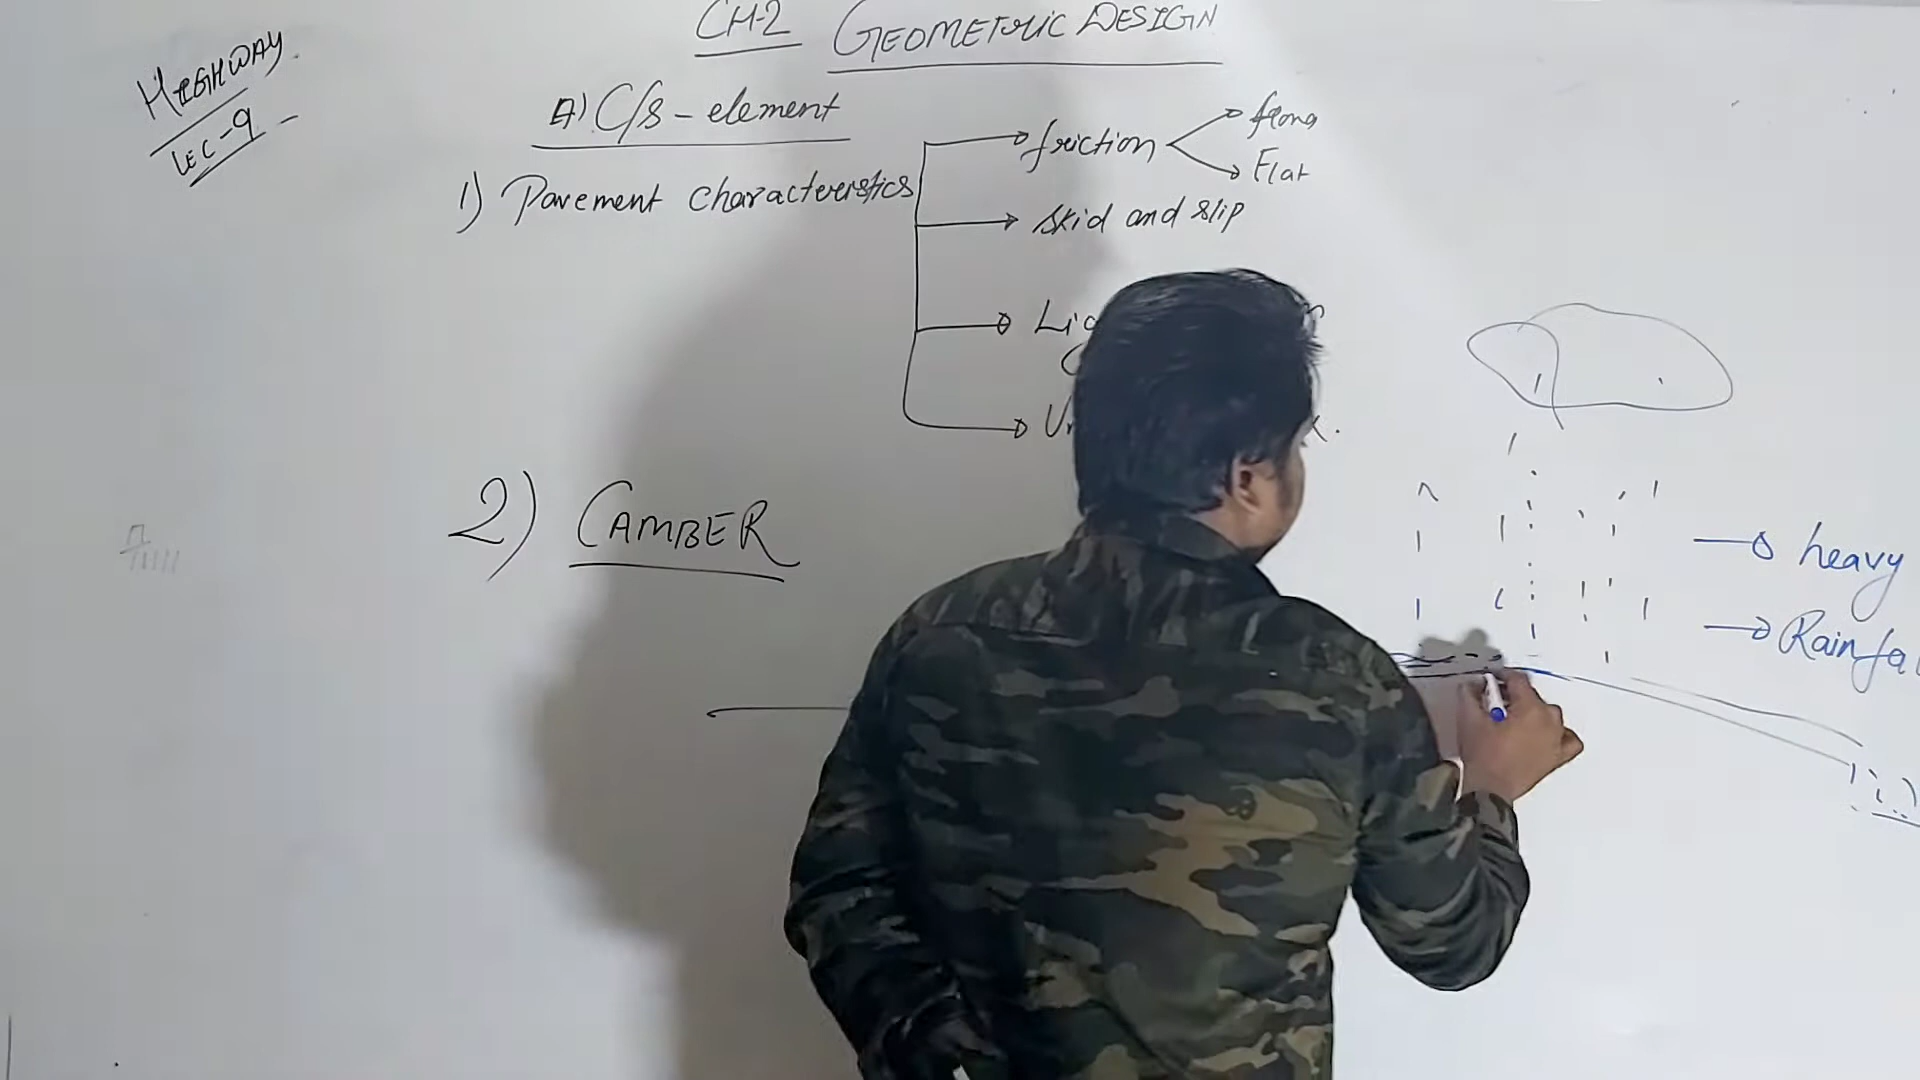 HIGHWAY
LEC-9
CH-2 GEOMETRIC DESIGN
A) C/S - element
1) Pavement characteristics
friction
flong
Flat
skid and slip
2) CAMBER
heavy